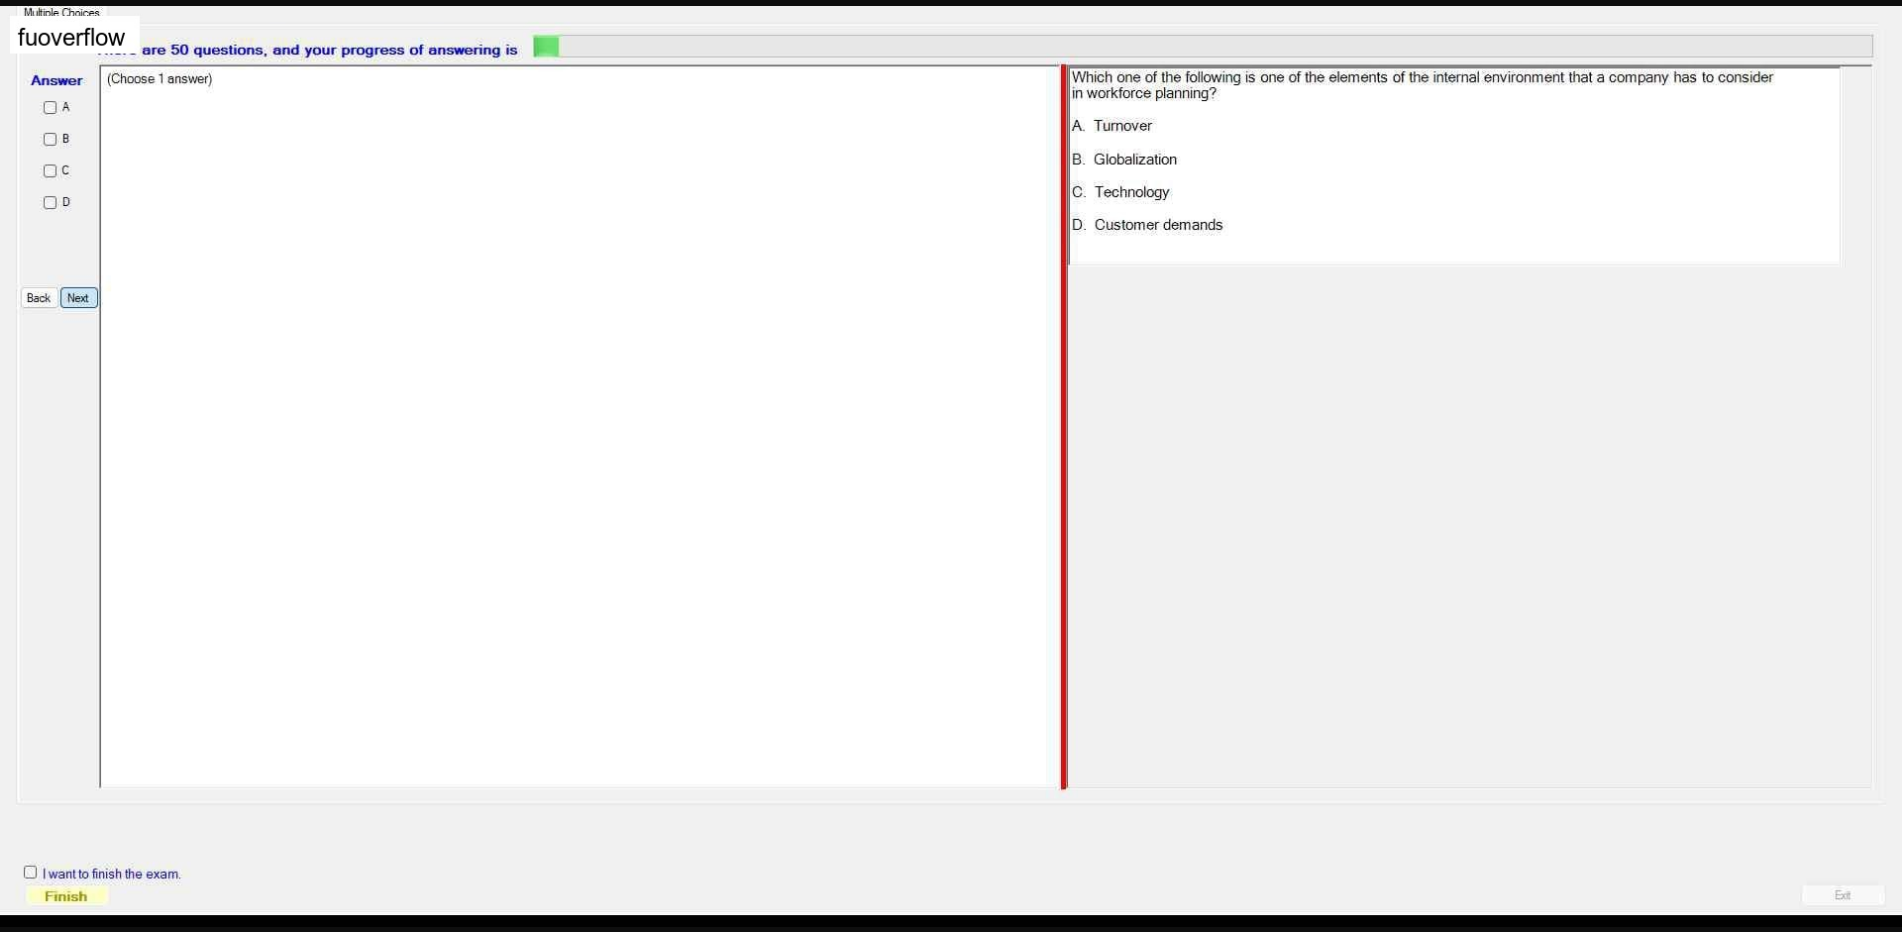 Multiple Choices
fuoverflow
are 50 questions, and your progress of answering is
Answer
(Choose 1 answer)
A
B
C
D
Back
Next
Which one of the following is one of the elements of the internal environment that a company has to consider
in workforce planning?
A. Turnover
B. Globalization
C. Technology
D. Customer demands
I want to finish the exam.
Finish
Exit